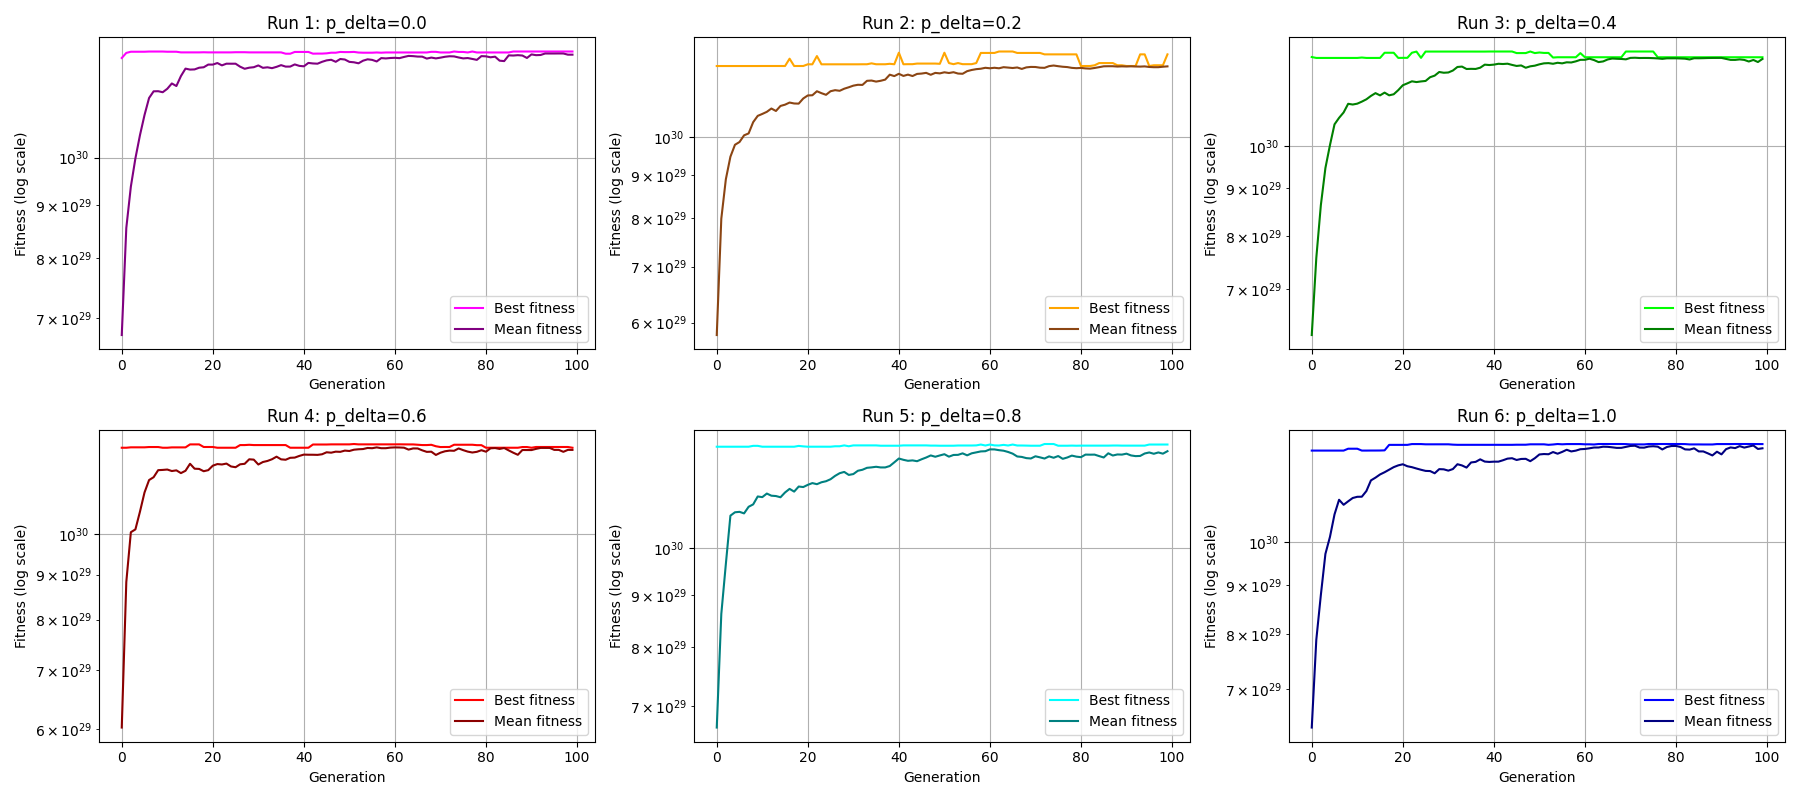 Run 1: p_delta=0.0
Fitness (log scale)
10^30
9 × 10^29
8 × 10^29
7 × 10^29
0 20 40 60 80 100
Generation
Best fitness
Mean fitness
Run 2: p_delta=0.2
Fitness (log scale)
10^30
9 × 10^29
8 × 10^29
7 × 10^29
6 × 10^29
0 20 40 60 80 100
Generation
Best fitness
Mean fitness
Run 3: p_delta=0.4
Fitness (log scale)
10^30
9 × 10^29
8 × 10^29
7 × 10^29
0 20 40 60 80 100
Generation
Best fitness
Mean fitness
Run 4: p_delta=0.6
Fitness (log scale)
10^30
9 × 10^29
8 × 10^29
7 × 10^29
6 × 10^29
0 20 40 60 80 100
Generation
Best fitness
Mean fitness
Run 5: p_delta=0.8
Fitness (log scale)
10^30
9 × 10^29
8 × 10^29
7 × 10^29
0 20 40 60 80 100
Generation
Best fitness
Mean fitness
Run 6: p_delta=1.0
Fitness (log scale)
10^30
9 × 10^29
8 × 10^29
7 × 10^29
0 20 40 60 80 100
Generation
Best fitness
Mean fitness